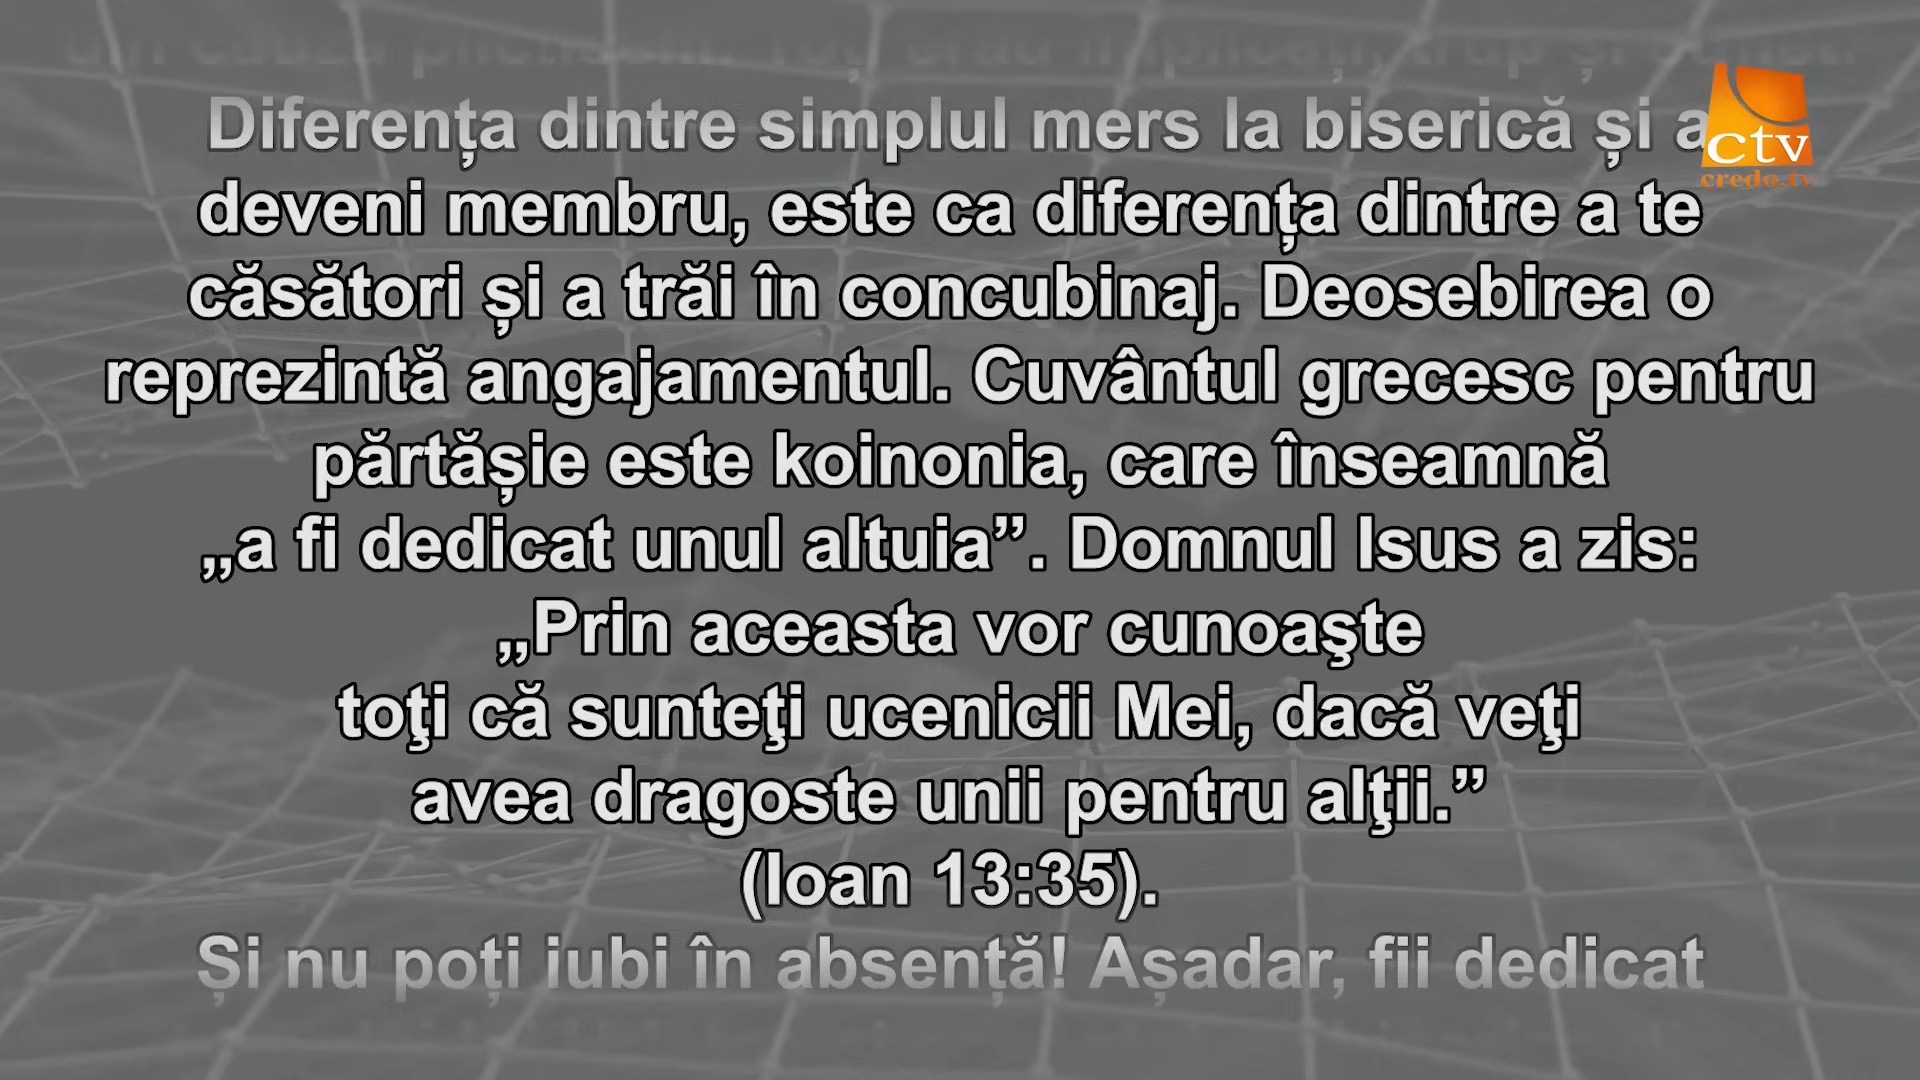 Diferența dintre simplul mers la biserică și a
deveni membru, este ca diferența dintre a te
căsători și a trăi în concubinaj. Deosebirea o
reprezintă angajamentul. Cuvântul grecesc pentru
părtășie este koinonia, care înseamnă
„a fi dedicat unul altuia”. Domnul Isus a zis:
„Prin aceasta vor cunoaşte
toţi că sunteţi ucenicii Mei, dacă veţi
avea dragoste unii pentru alţii.”
(Ioan 13:35).
Și nu poți iubi în absență! Așadar, fii dedicat
ctv
credo.tv